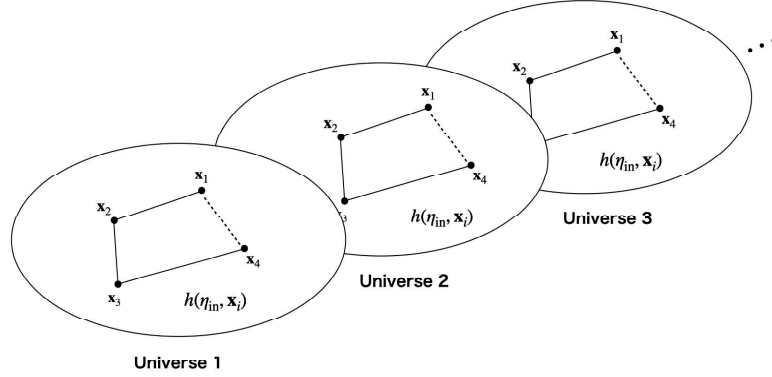 x₁
x₂
x₃
x₄
h(ηᵢₙ, xᵢ)
Universe 1
x₁
x₂
₃
x₄
h(ηᵢₙ, xᵢ)
Universe 2
x₁
x₂
x₄
h(ηᵢₙ, xᵢ)
Universe 3